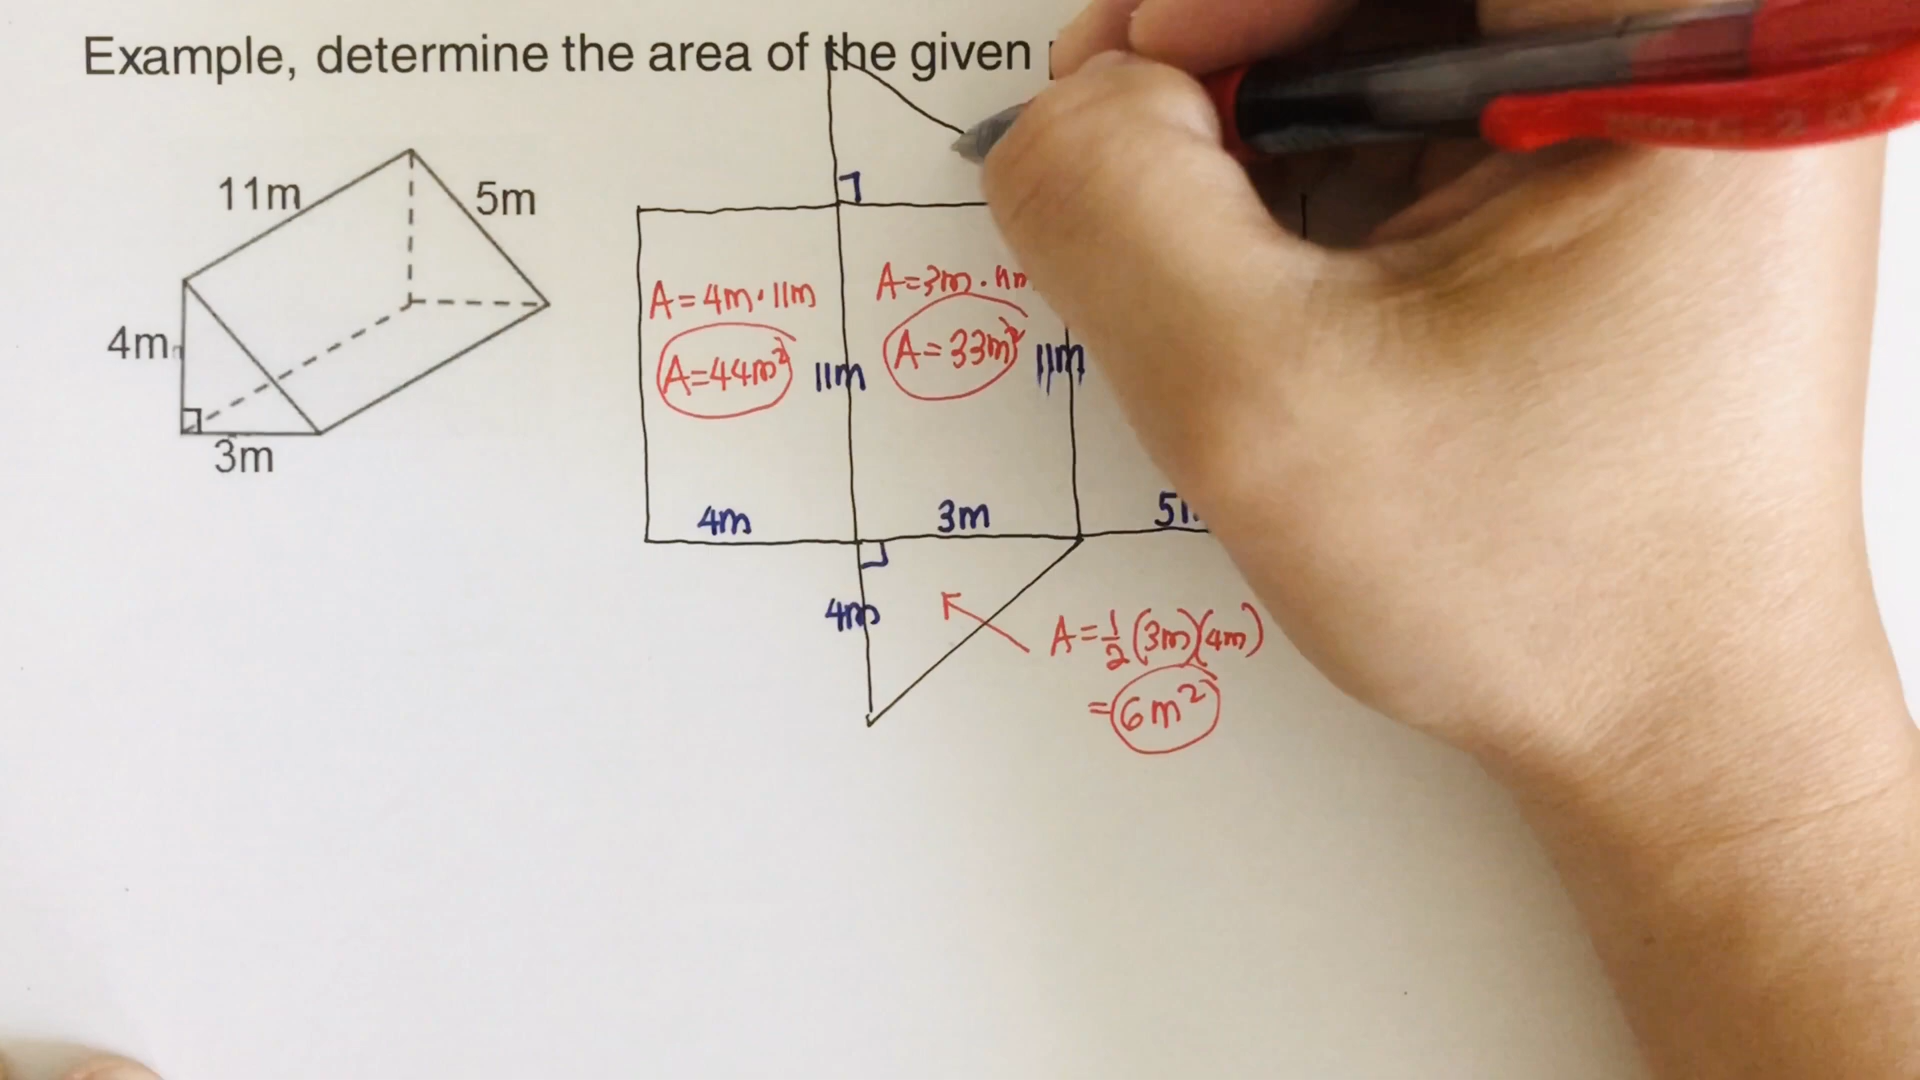 Example, determine the area of the given
11m
5m
4m
3m
A=4m·11m
A=44m²
11m
A=3m.11m
A=33m²
11m
4m
3m
4m
A=½(3m)(4m)
=6m²